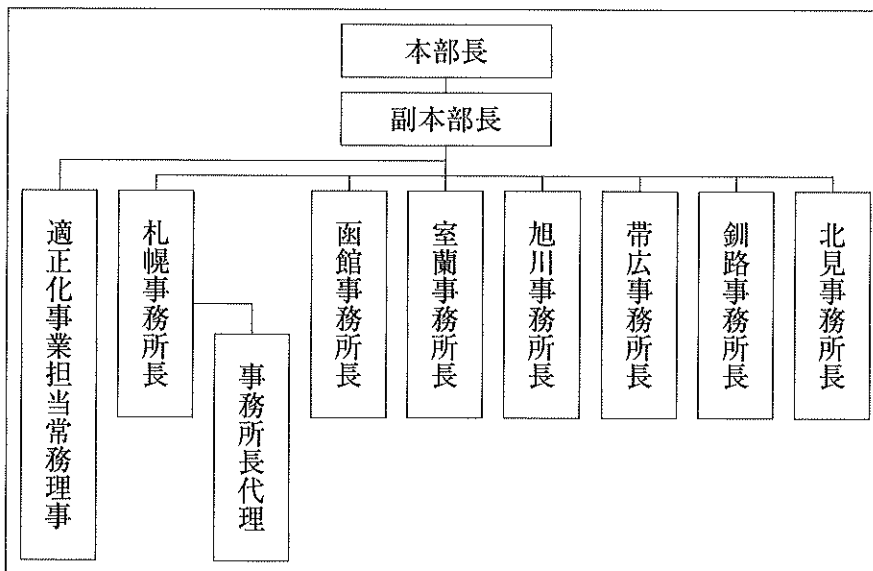 本部長
副本部長
適正化事業担当常務理事
札幌事務所長
事務所長代理
函館事務所長
室蘭事務所長
旭川事務所長
帯広事務所長
釧路事務所長
北見事務所長